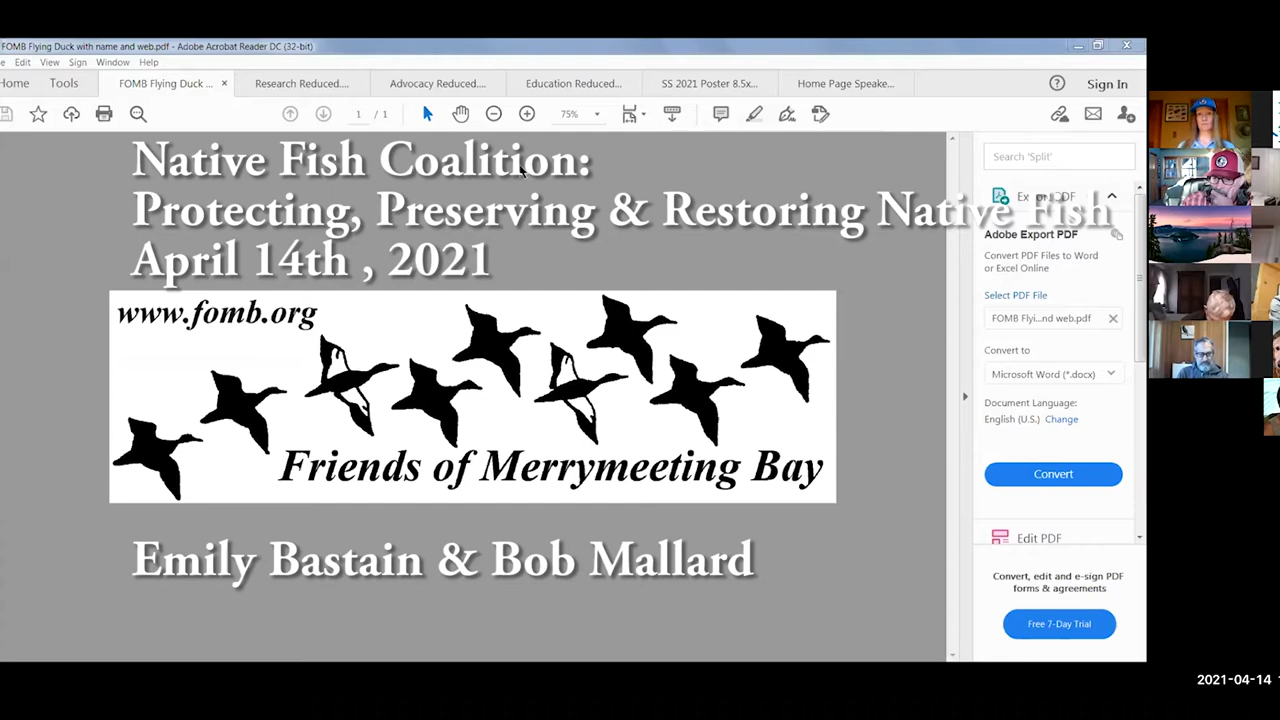 FOMB Flying Duck with name and web.pdf - Adobe Acrobat Reader DC (32-bit)
Edit View Sign Window Help
Home Tools FOMB Flying Duck ... × Research Reduced.... Advocacy Reduced.... Education Reduced... SS 2021 Poster 8.5x... Home Page Speake... Sign In
1 / 1 75%
Native Fish Coalition:
Protecting, Preserving & Restoring Native Fish
April 14th , 2021
www.fomb.org
Friends of Merrymeeting Bay
Emily Bastain & Bob Mallard
Search 'Split'
Export PDF
Adobe Export PDF
Convert PDF Files to Word
or Excel Online
Select PDF File
FOMB Flyi...nd web.pdf
Convert to
Microsoft Word (*.docx)
Document Language:
English (U.S.) Change
Convert
Edit PDF
Convert, edit and e-sign PDF
forms & agreements
Free 7-Day Trial
2021-04-14